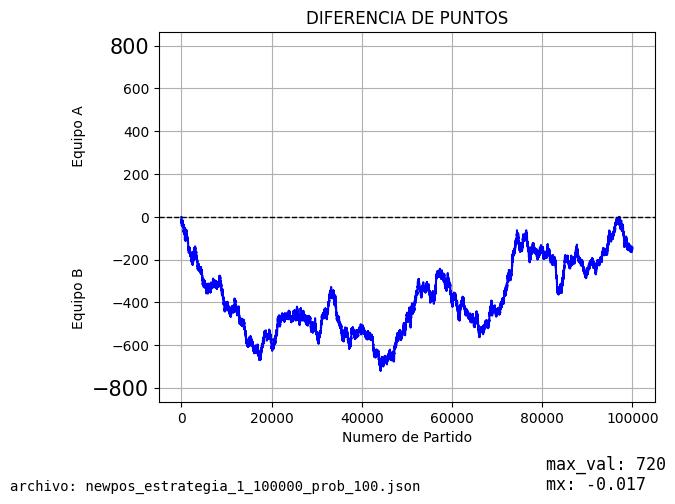 DIFERENCIA DE PUNTOS
800
600
400
200
0
−200
−400
−600
−800
Equipo A
Equipo B
0 20000 40000 60000 80000 100000
Numero de Partido
max_val: 720
mx: -0.017
archivo: newpos_estrategia_1_100000_prob_100.json